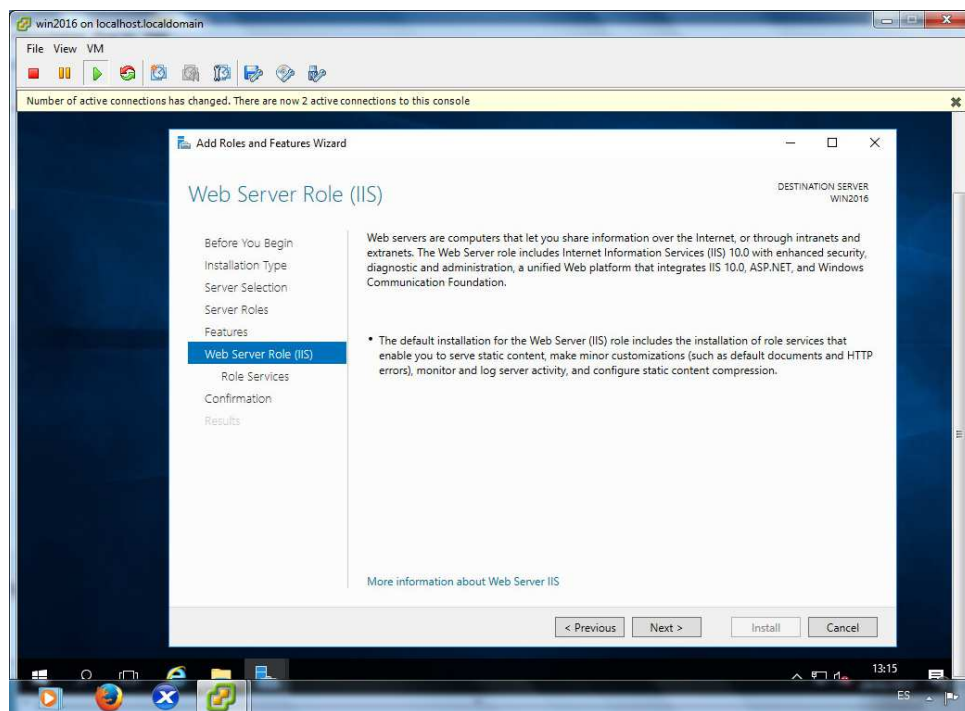 win2016 on localhost.localdomain
File View VM
Number of active connections has changed. There are now 2 active connections to this console
Add Roles and Features Wizard
Web Server Role (IIS)
DESTINATION SERVER
WIN2016
Before You Begin
Installation Type
Server Selection
Server Roles
Features
Web Server Role (IIS)
Role Services
Confirmation
Results
Web servers are computers that let you share information over the Internet, or through intranets and
extranets. The Web Server role includes Internet Information Services (IIS) 10.0 with enhanced security,
diagnostic and administration, a unified Web platform that integrates IIS 10.0, ASP.NET, and Windows
Communication Foundation.
• The default installation for the Web Server (IIS) role includes the installation of role services that
enable you to serve static content, make minor customizations (such as default documents and HTTP
errors), monitor and log server activity, and configure static content compression.
More information about Web Server IIS
< Previous
Next >
Install
Cancel
13:15
ES